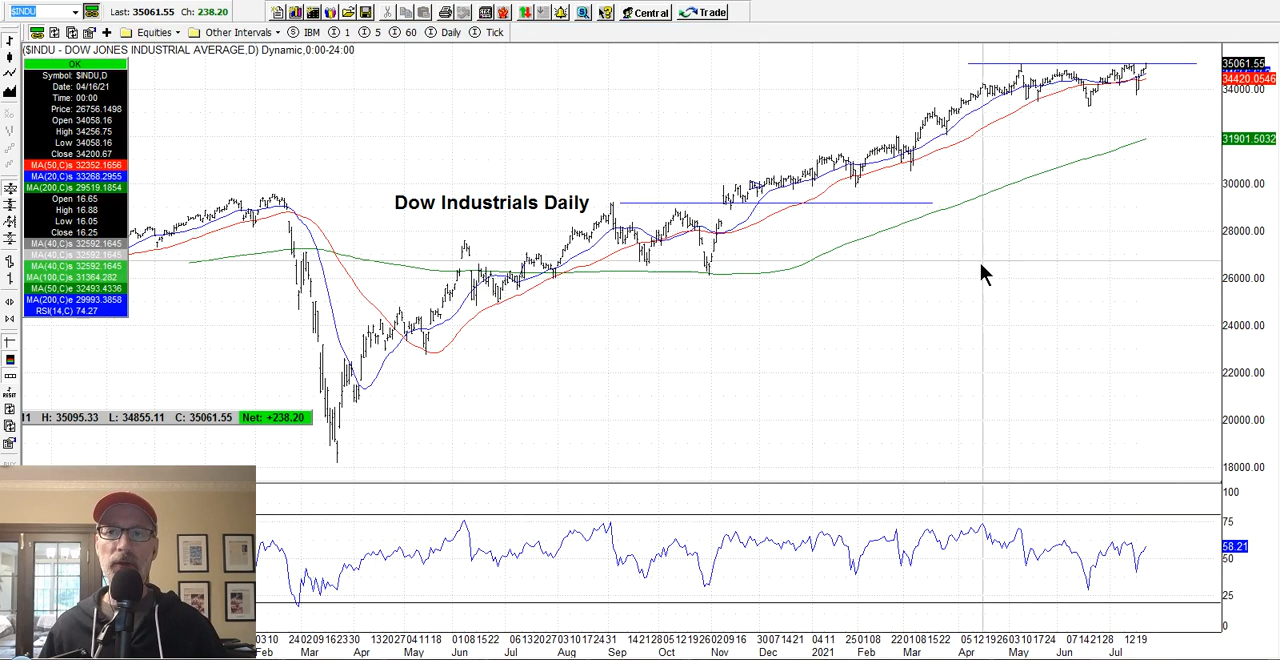 $INDU Last: 35061.55 Ch: 238.20 Central Trade
Equities Other Intervals IBM 1 5 60 Daily Tick
($INDU - DOW JONES INDUSTRIAL AVERAGE,D) Dynamic,0:00-24:00
OK
Symbol: $INDU,D
Date: 04/16/21
Time: 00:00
Price: 26756.1498
Open 34058.16
High 34256.75
Low 34058.16
Close 34200.67
MA(50,C)s 32352.1656
MA(20,C)s 33268.2955
MA(200,C)s 29519.1854
Open 16.65
High 16.88
Low 16.05
Close 16.25
MA(40,C)s 32592.1645
MA(40,C)s 32592.1645
MA(40,C)s 32592.1645
MA(100,C)s 31364.282
MA(50,C)e 32493.4336
MA(200,C)e 29993.3858
RSI(14,C) 74.27
Dow Industrials Daily
35061.55
34420.0546
34000.00
31901.5032
30000.00
28000.00
26000.00
24000.00
22000.00
20000.00
18000.00
H: 35095.33 L: 34855.11 C: 35061.55 Net: +238.20
RESET
100
75
58.21
50
25
0
Feb Mar Apr May Jun Jul Aug Sep Oct Nov Dec 2021 Feb Mar Apr May Jun Jul